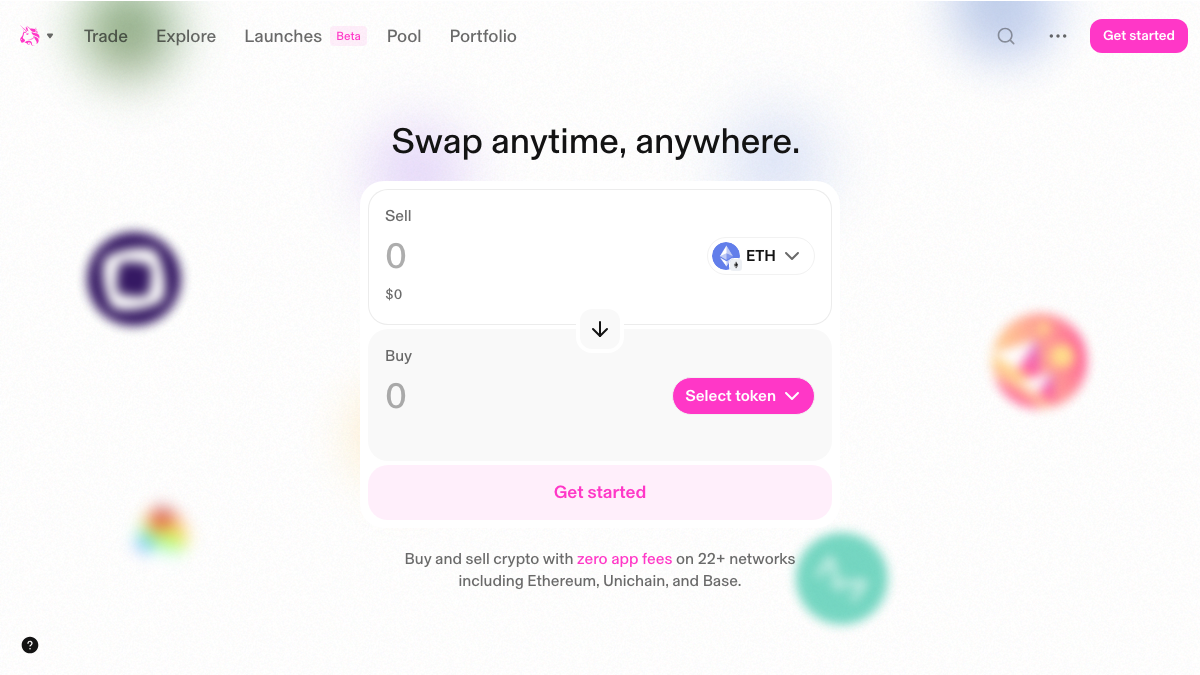 Trade Explore Launches Beta Pool Portfolio Get started
Swap anytime, anywhere.
Sell
0 ETH
$0
Buy
0 Select token
Get started
Buy and sell crypto with zero app fees on 22+ networks
including Ethereum, Unichain, and Base.
?